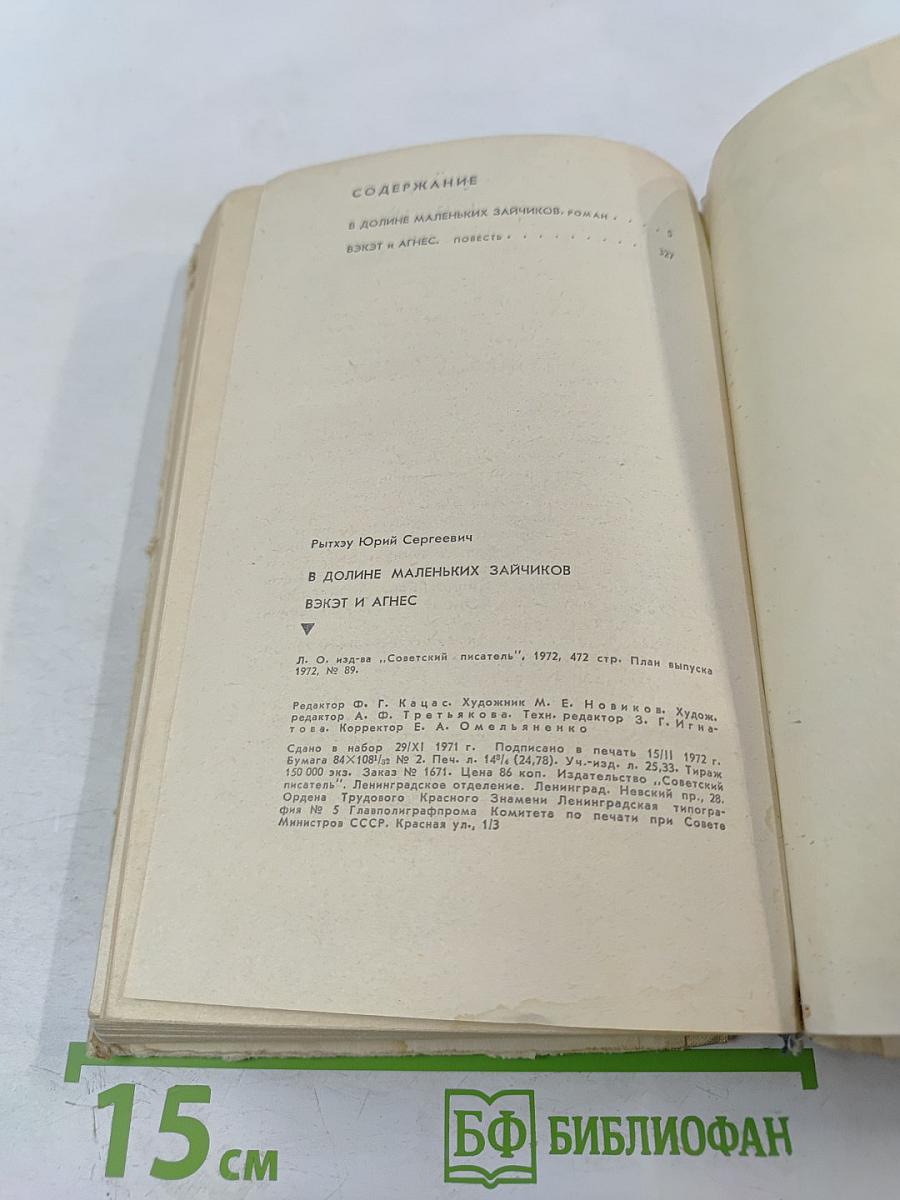 СОДЕРЖАНИЕ
В ДОЛИНЕ МАЛЕНЬКИХ ЗАЙЧИКОВ. РОМАН . . . . 5
ВЭКЭТ и АГНЕС. ПОВЕСТЬ . . . . . . . . . 327
Рытхэу Юрий Сергеевич
В ДОЛИНЕ МАЛЕНЬКИХ ЗАЙЧИКОВ
ВЭКЭТ И АГНЕС
Л. О. изд-ва „Советский писатель", 1972, 472 стр. План выпуска
1972, № 89.
Редактор Ф. Г. Кацас. Художник М. Е. Новиков. Худож.
редактор А. Ф. Третьякова. Техн. редактор З. Г. Игна-
това. Корректор Е. А. Омельяненко
Сдано в набор 29/XI 1971 г. Подписано в печать 15/II 1972 г.
Бумага 84×108¹/₃₂ № 2. Печ. л. 14³/₄ (24,78). Уч.-изд. л. 25,33. Тираж
150 000 экз. Заказ № 1671. Цена 86 коп. Издательство „Советский
писатель". Ленинградское отделение. Ленинград. Невский пр., 28.
Ордена Трудового Красного Знамени Ленинградская типогра-
фия № 5 Главполиграфпрома Комитета по печати при Совете
Министров СССР. Красная ул., 1/3
15 см
БФ БИБЛИОФАН